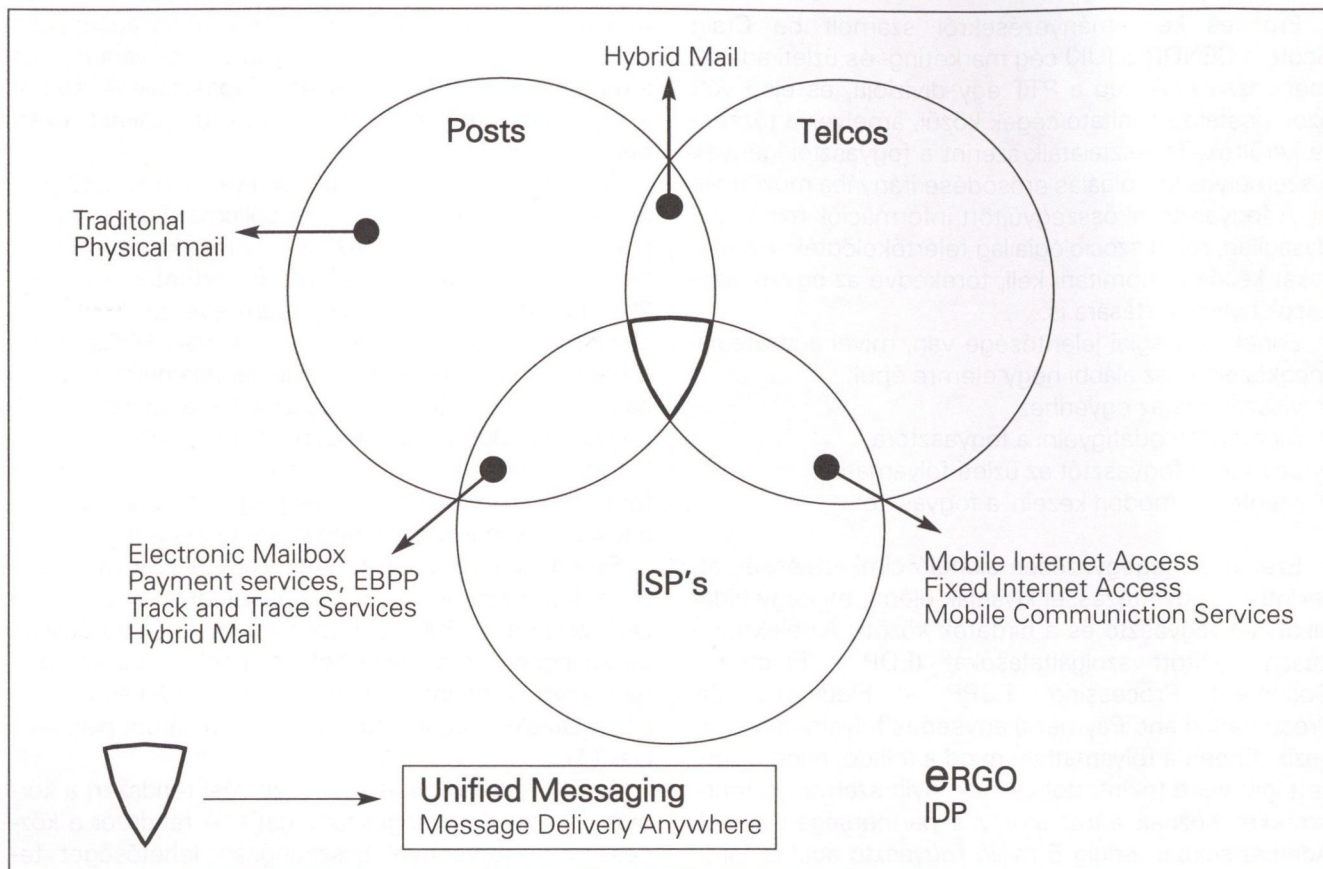 Hybrid Mail
Posts
Telcos
Traditonal
Physical mail
Electronic Mailbox
Payment services, EBPP
Track and Trace Services
Hybrid Mail
ISP's
Mobile Internet Access
Fixed Internet Access
Mobile Communction Services
Unified Messaging
Message Delivery Anywhere
eRGO
IDP